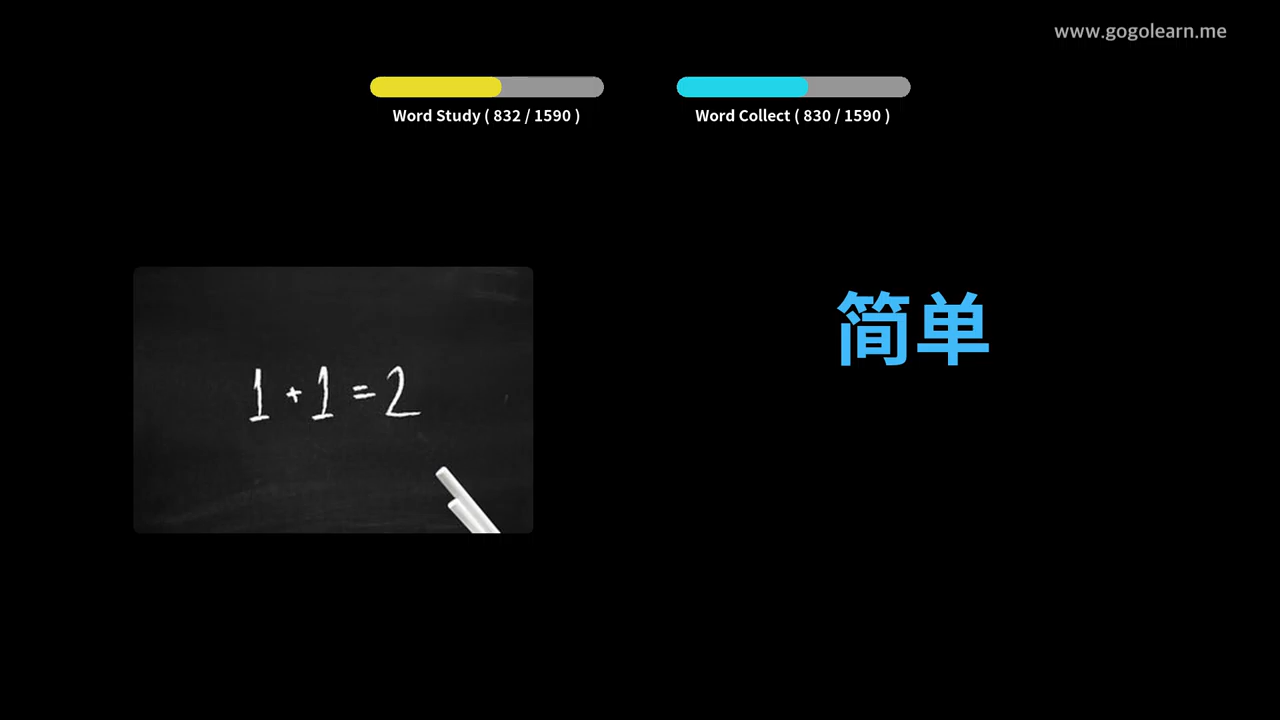 www.gogolearn.me
Word Study ( 832 / 1590 )
Word Collect ( 830 / 1590 )
1 + 1 = 2
简单